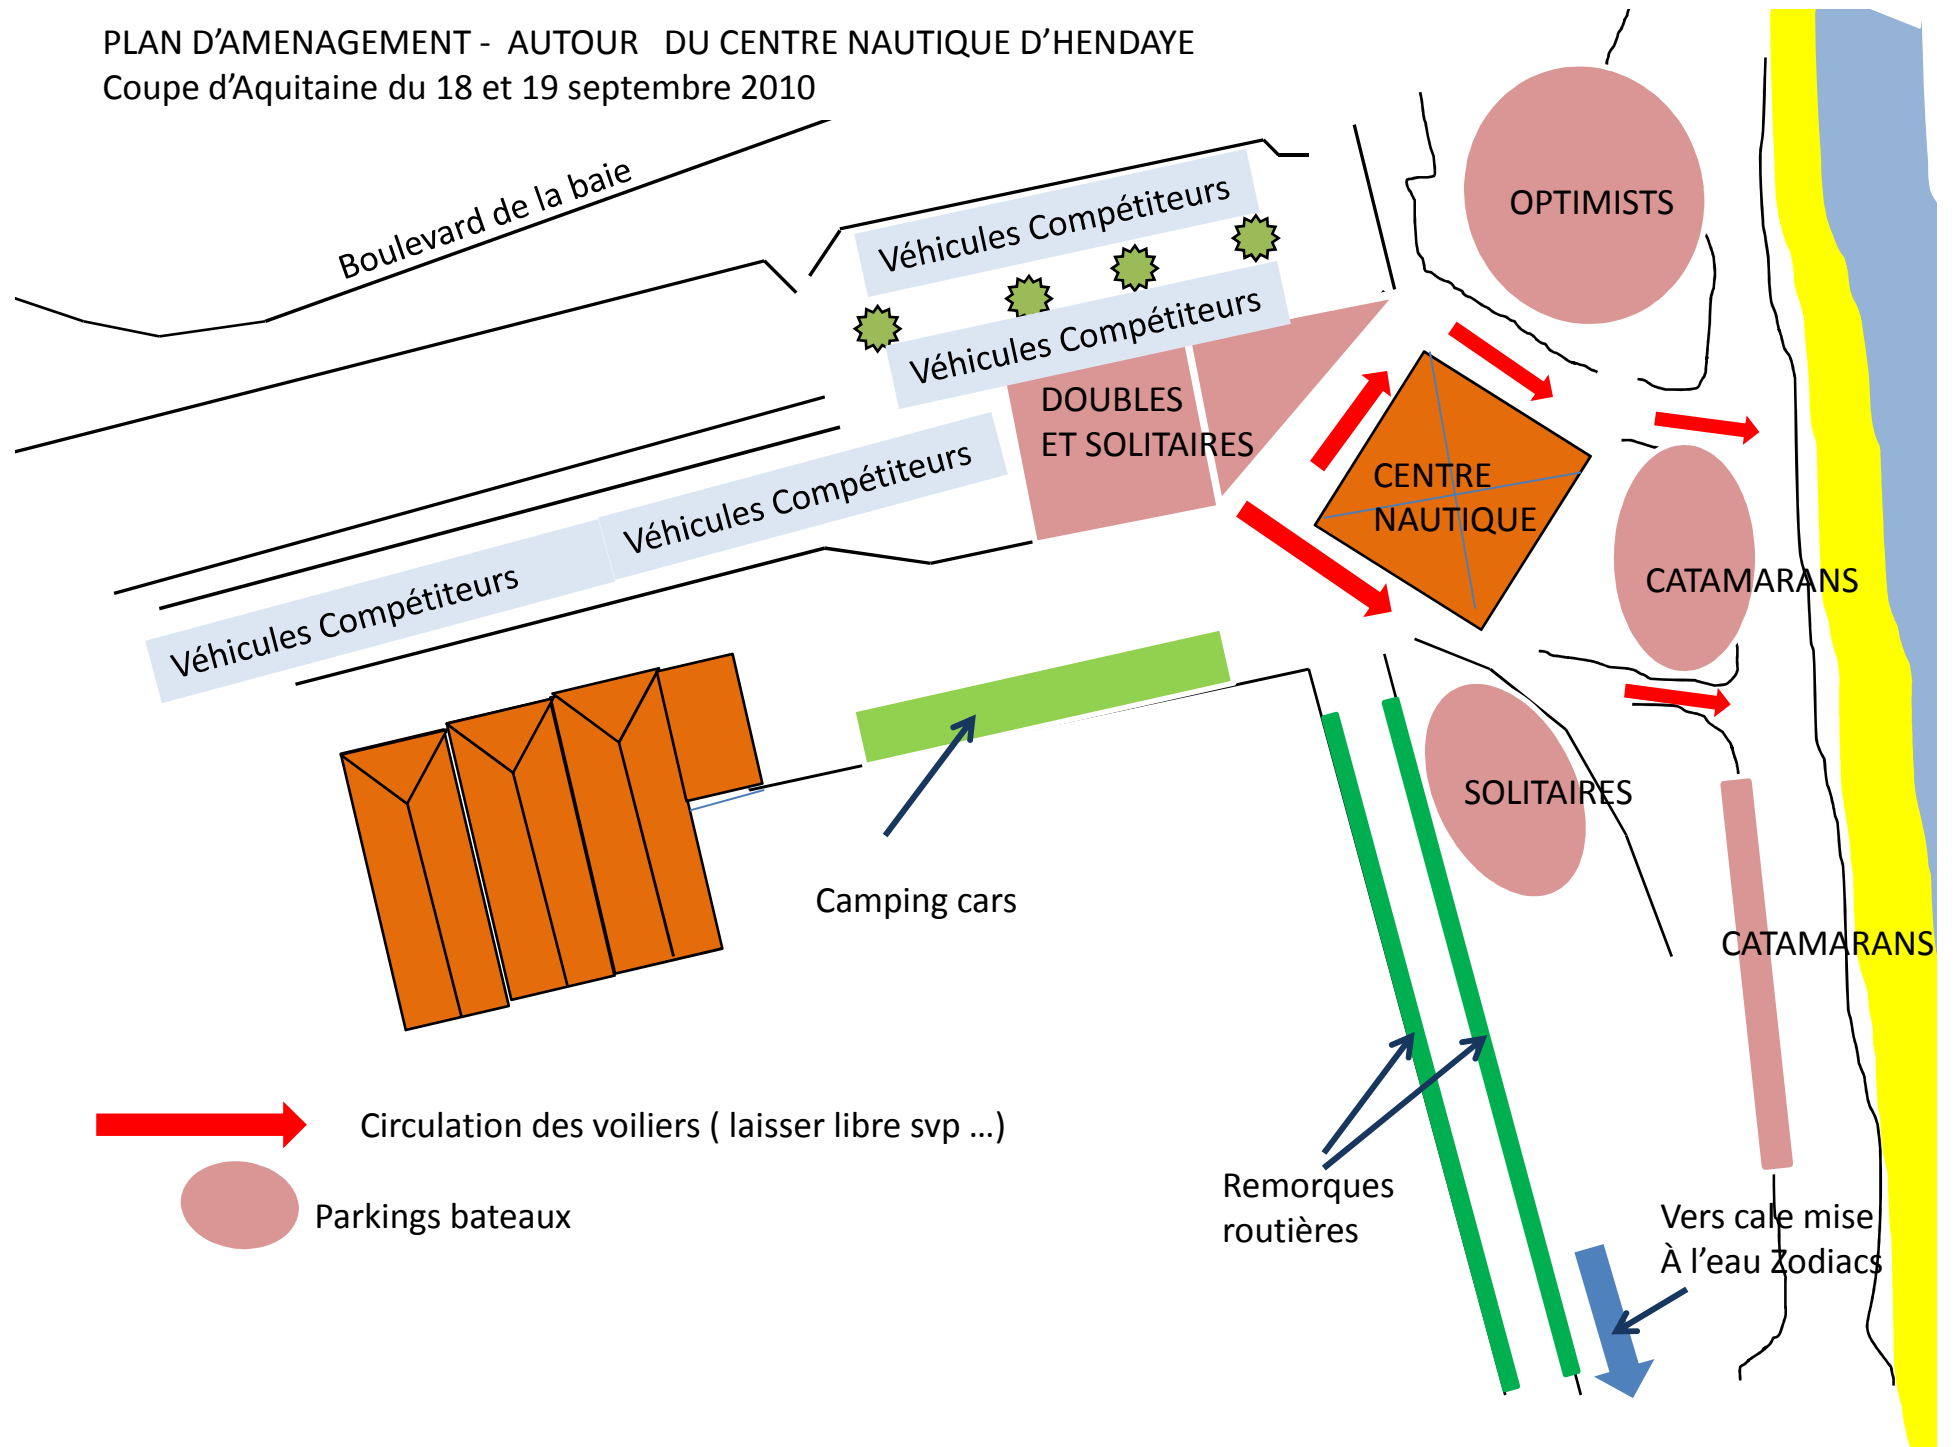 PLAN D’AMENAGEMENT - AUTOUR DU CENTRE NAUTIQUE D’HENDAYE
Coupe d’Aquitaine du 18 et 19 septembre 2010
Boulevard de la baie
Véhicules Compétiteurs
OPTIMISTS
Véhicules Compétiteurs
DOUBLES
ET SOLITAIRES
Véhicules Compétiteurs
CENTRE
NAUTIQUE
Véhicules Compétiteurs
CATAMARANS
SOLITAIRES
Camping cars
CATAMARANS
Circulation des voiliers ( laisser libre svp …)
Parkings bateaux
Remorques
routières
Vers cale mise
À l’eau Zodiacs